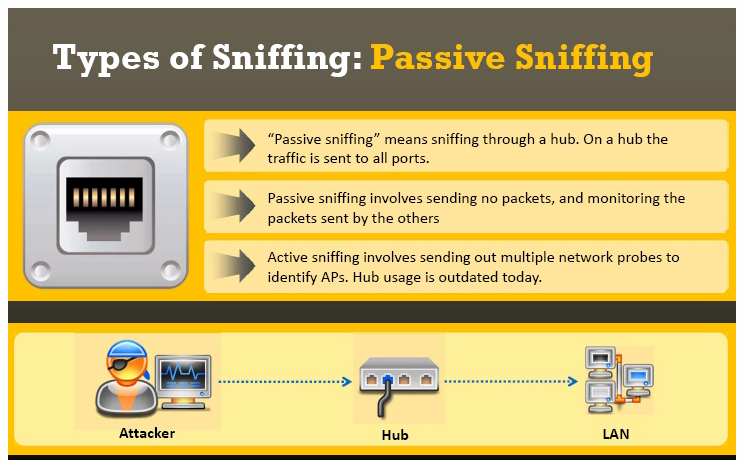 Types of Sniffing: Passive Sniffing
“Passive sniffing” means sniffing through a hub. On a hub the
traffic is sent to all ports.
Passive sniffing involves sending no packets, and monitoring the
packets sent by the others
Active sniffing involves sending out multiple network probes to
identify APs. Hub usage is outdated today.
Attacker
Hub
LAN